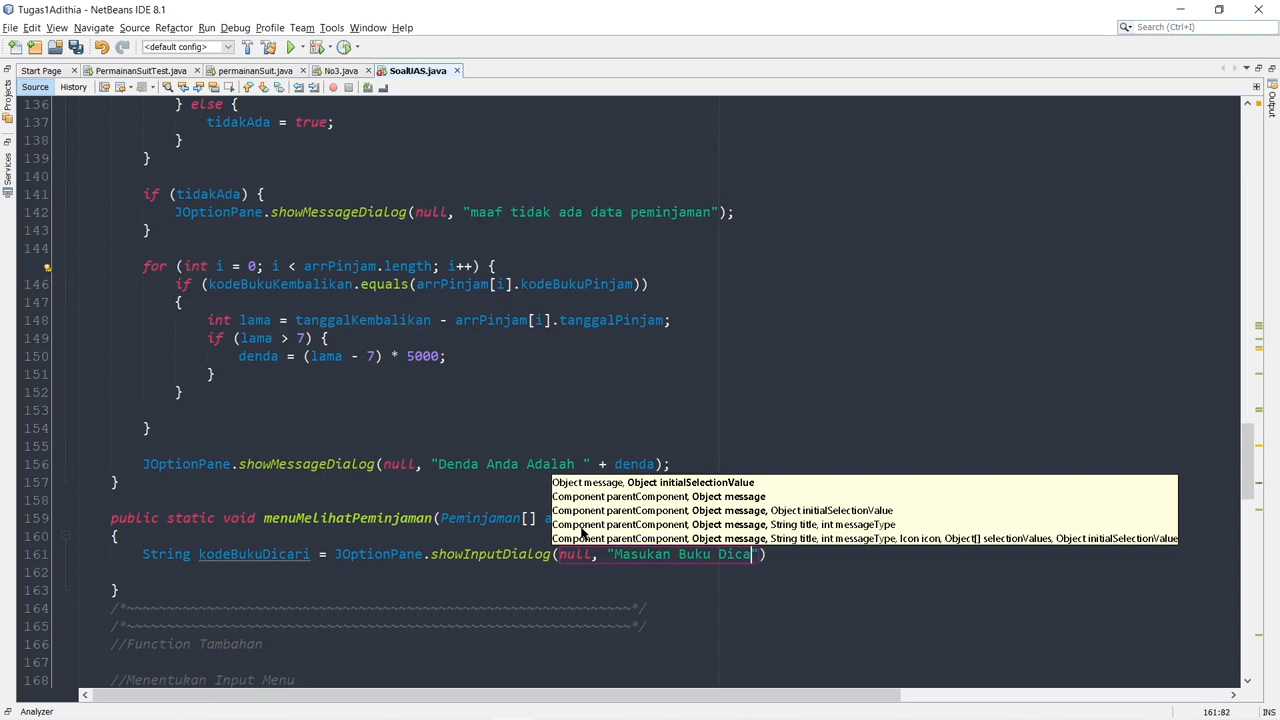 Tugas1Adithia - NetBeans IDE 8.1
File Edit View Navigate Source Refactor Run Debug Profile Team Tools Window Help
Search (Ctrl+I)
<default config>
Start Page PermainanSuitTest.java permainanSuit.java No3.java SoalUAS.java
Source History
Projects
Services
Output
136 } else {
137 tidakAda = true;
138 }
139 }
140
141 if (tidakAda) {
142 JOptionPane.showMessageDialog(null, "maaf tidak ada data peminjaman");
143 }
144
for (int i = 0; i < arrPinjam.length; i++) {
146 if (kodeBukuKembalikan.equals(arrPinjam[i].kodeBukuPinjam))
147 {
148 int lama = tanggalKembalikan - arrPinjam[i].tanggalPinjam;
149 if (lama > 7) {
150 denda = (lama - 7) * 5000;
151 }
152 }
153
154 }
155
156 JOptionPane.showMessageDialog(null, "Denda Anda Adalah " + denda);
157 }
158
Object message, Object initialSelectionValue
Component parentComponent, Object message
Component parentComponent, Object message, Object initialSelectionValue
Component parentComponent, Object message, String title, int messageType
Component parentComponent, Object message, String title, int messageType, Icon icon, Object[] selectionValues, Object initialSelectionValue
159 public static void menuMelihatPeminjaman(Peminjaman[] a
160 {
161 String kodeBukuDicari = JOptionPane.showInputDialog(null, "Masukan Buku Dica")
162
163 }
164 /*~~~~~~~~~~~~~~~~~~~~~~~~~~~~~~~~~~~~~~~~~~~~~~~~~~~~~~~~~~~~~~~*/
165 /*~~~~~~~~~~~~~~~~~~~~~~~~~~~~~~~~~~~~~~~~~~~~~~~~~~~~~~~~~~~~~~~*/
166 //Function Tambahan
167
168 //Menentukan Input Menu
Analyzer
161:82 INS